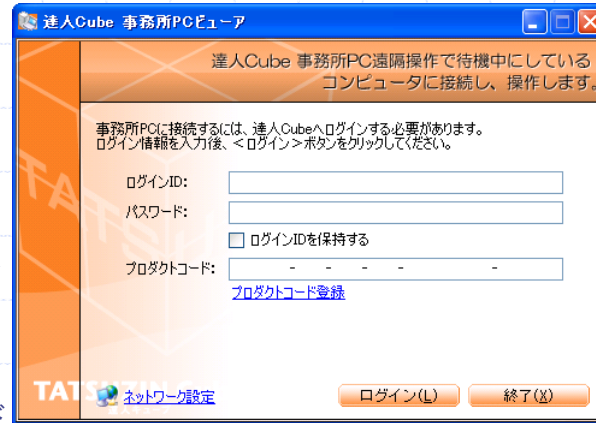 達人Cube 事務所PCビューア
達人Cube 事務所PC遠隔操作で待機中にしている
コンピュータに接続し、操作します。
事務所PCに接続するには、達人Cubeへログインする必要があります。
ログイン情報を入力後、<ログイン>ボタンをクリックしてください。
ログインID:
パスワード:
ログインIDを保持する
プロダクトコード: - - - - -
プロダクトコード登録
ネットワーク設定
ログイン(L)
終了(X)